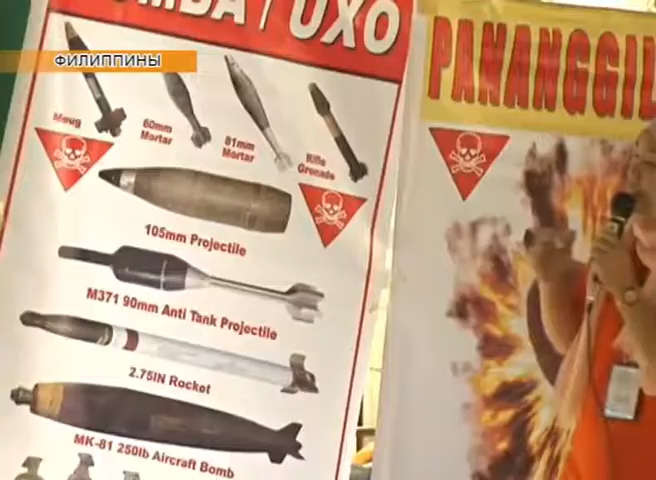 BOMBA / UXO
PANANGGIL
ФИЛИППИНЫ
60mm
Mortar
81mm
Mortar
Rifle
Grenade
105mm Projectile
M371 90mm Anti Tank Projectile
2.75IN Rocket
MK-81 250lb Aircraft Bomb